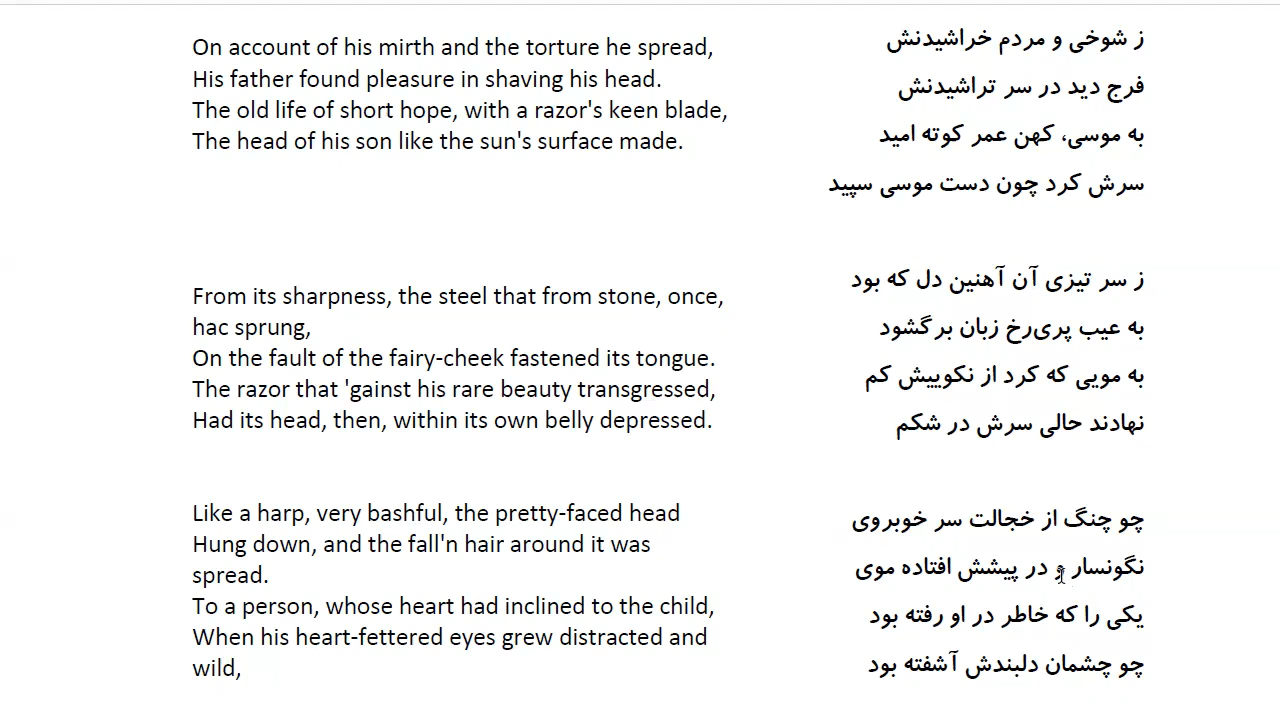 On account of his mirth and the torture he spread,
His father found pleasure in shaving his head.
The old life of short hope, with a razor's keen blade,
The head of his son like the sun's surface made.
ز شوخی و مردم خراشیدنش
فرج دید در سر تراشیدنش
به موسی، کهن عمر کوته امید
سرش کرد چون دست موسی سپید
From its sharpness, the steel that from stone, once,
hac sprung,
On the fault of the fairy-cheek fastened its tongue.
The razor that 'gainst his rare beauty transgressed,
Had its head, then, within its own belly depressed.
ز سر تیزی آن آهنین دل که بود
به عیب پری‌رخ زبان برگشود
به مویی که کرد از نکوییش کم
نهادند حالی سرش در شکم
Like a harp, very bashful, the pretty-faced head
Hung down, and the fall'n hair around it was
spread.
To a person, whose heart had inclined to the child,
When his heart-fettered eyes grew distracted and
wild,
چو چنگ از خجالت سر خوبروی
نگونسار و در پیشش افتاده موی
یکی را که خاطر در او رفته بود
چو چشمان دلبندش آشفته بود